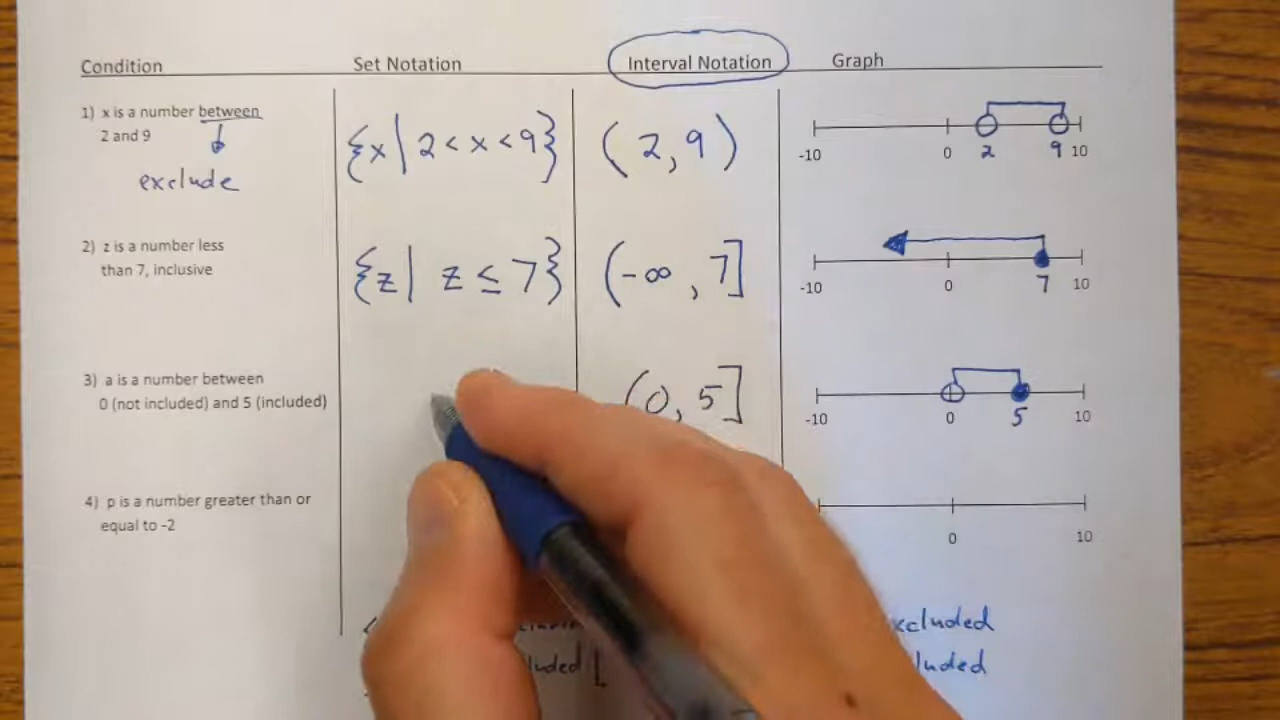 Condition Set Notation Interval Notation Graph
1) x is a number between
2 and 9
exclude
{x| 2 < x < 9} (2, 9)
-10 0 2 9 10
2) z is a number less
than 7, inclusive
{z| z ≤ 7} (-∞, 7]
-10 0 7 10
3) a is a number between
0 (not included) and 5 (included)
(0, 5]
-10 0 5 10
4) p is a number greater than or
equal to -2
0 10